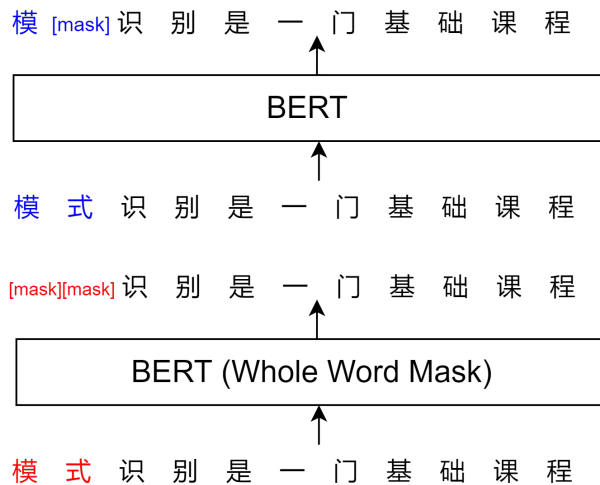 模 [mask] 识 别 是 一 门 基 础 课 程
BERT
模 式 识 别 是 一 门 基 础 课 程
[mask][mask] 识 别 是 一 门 基 础 课 程
BERT (Whole Word Mask)
模 式 识 别 是 一 门 基 础 课 程